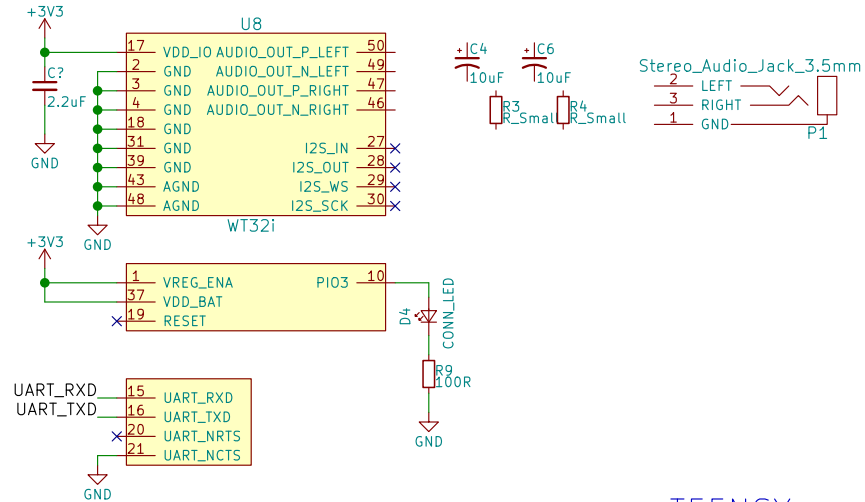 +3V3
U8
17 VDD_IO AUDIO_OUT_P_LEFT 50
2 GND AUDIO_OUT_N_LEFT 49
3 GND AUDIO_OUT_P_RIGHT 47
4 GND AUDIO_OUT_N_RIGHT 46
18 GND
31 GND I2S_IN 27
39 GND I2S_OUT 28
43 AGND I2S_WS 29
48 AGND I2S_SCK 30
WT32i
C?
2.2uF
GND
GND
C4
10uF
C6
10uF
R3
R_Small
R4
R_Small
Stereo_Audio_Jack_3.5mm
2 LEFT
3 RIGHT
1 GND
P1
+3V3
1 VREG_ENA PIO3 10
37 VDD_BAT
19 RESET
D4
CONN_LED
R9
100R
GND
UART_RXD 15 UART_RXD
UART_TXD 16 UART_TXD
20 UART_NRTS
21 UART_NCTS
GND